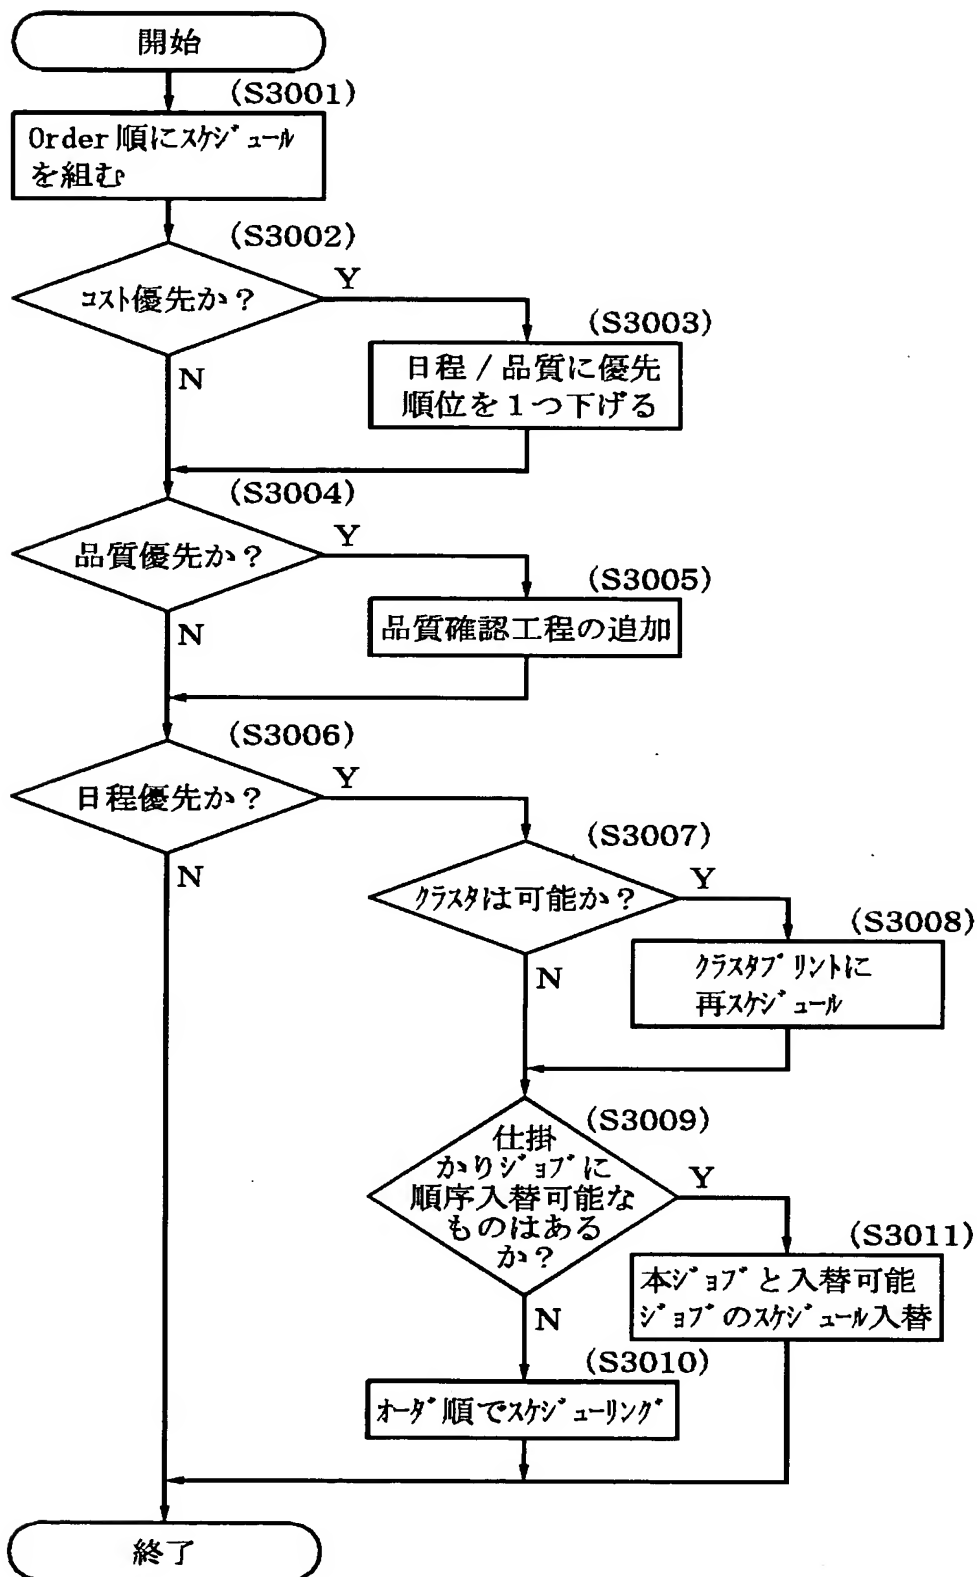 開始
(S3001)
Order順にスケジュール
を組む
(S3002)
コスト優先か？
Y
N
(S3003)
日程／品質に優先
順位を１つ下げる
(S3004)
品質優先か？
Y
N
(S3005)
品質確認工程の追加
(S3006)
日程優先か？
Y
N
(S3007)
クラスタは可能か？
Y
N
(S3008)
クラスタプリントに
再スケジュール
(S3009)
仕掛
かりジョブに
順序入替可能な
ものはある
か？
Y
N
(S3011)
本ジョブと入替可能
ジョブのスケジュール入替
(S3010)
オーダ順でスケジューリング
終了